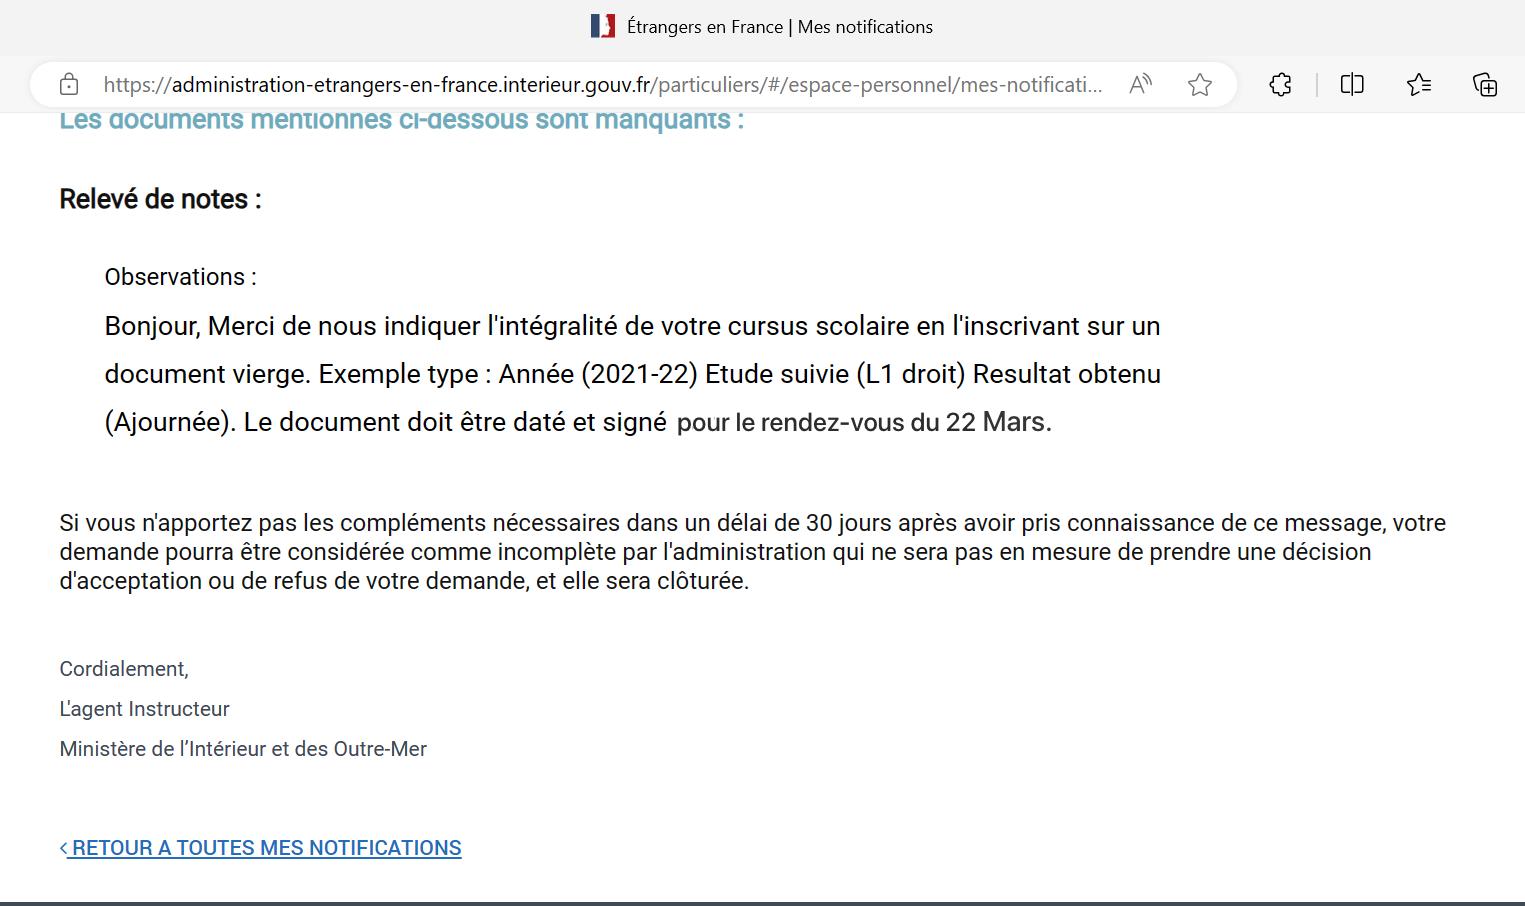 Étrangers en France | Mes notifications
https://administration-etrangers-en-france.interieur.gouv.fr/particuliers/#/espace-personnel/mes-notificati...
Les documents mentionnés ci-dessous sont manquants :
Relevé de notes :
Observations :
Bonjour, Merci de nous indiquer l'intégralité de votre cursus scolaire en l'inscrivant sur un
document vierge. Exemple type : Année (2021-22) Etude suivie (L1 droit) Resultat obtenu
(Ajournée). Le document doit être daté et signé pour le rendez-vous du 22 Mars.
Si vous n'apportez pas les compléments nécessaires dans un délai de 30 jours après avoir pris connaissance de ce message, votre
demande pourra être considérée comme incomplète par l'administration qui ne sera pas en mesure de prendre une décision
d'acceptation ou de refus de votre demande, et elle sera clôturée.
Cordialement,
L'agent Instructeur
Ministère de l’Intérieur et des Outre-Mer
< RETOUR A TOUTES MES NOTIFICATIONS